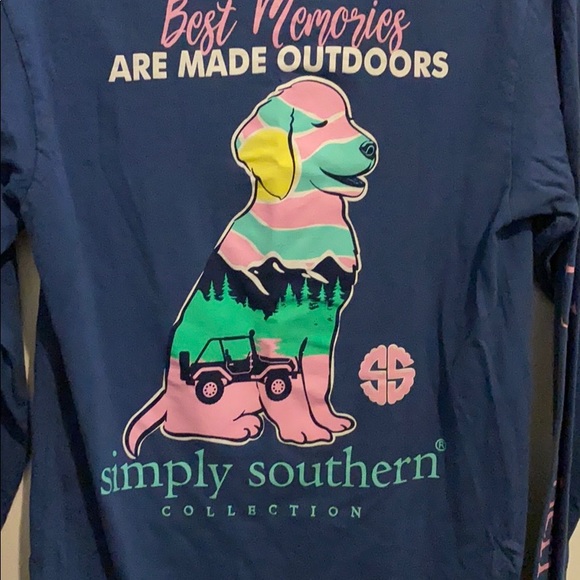 Best Memories
ARE MADE OUTDOORS
SS
simply southern®
COLLECTION